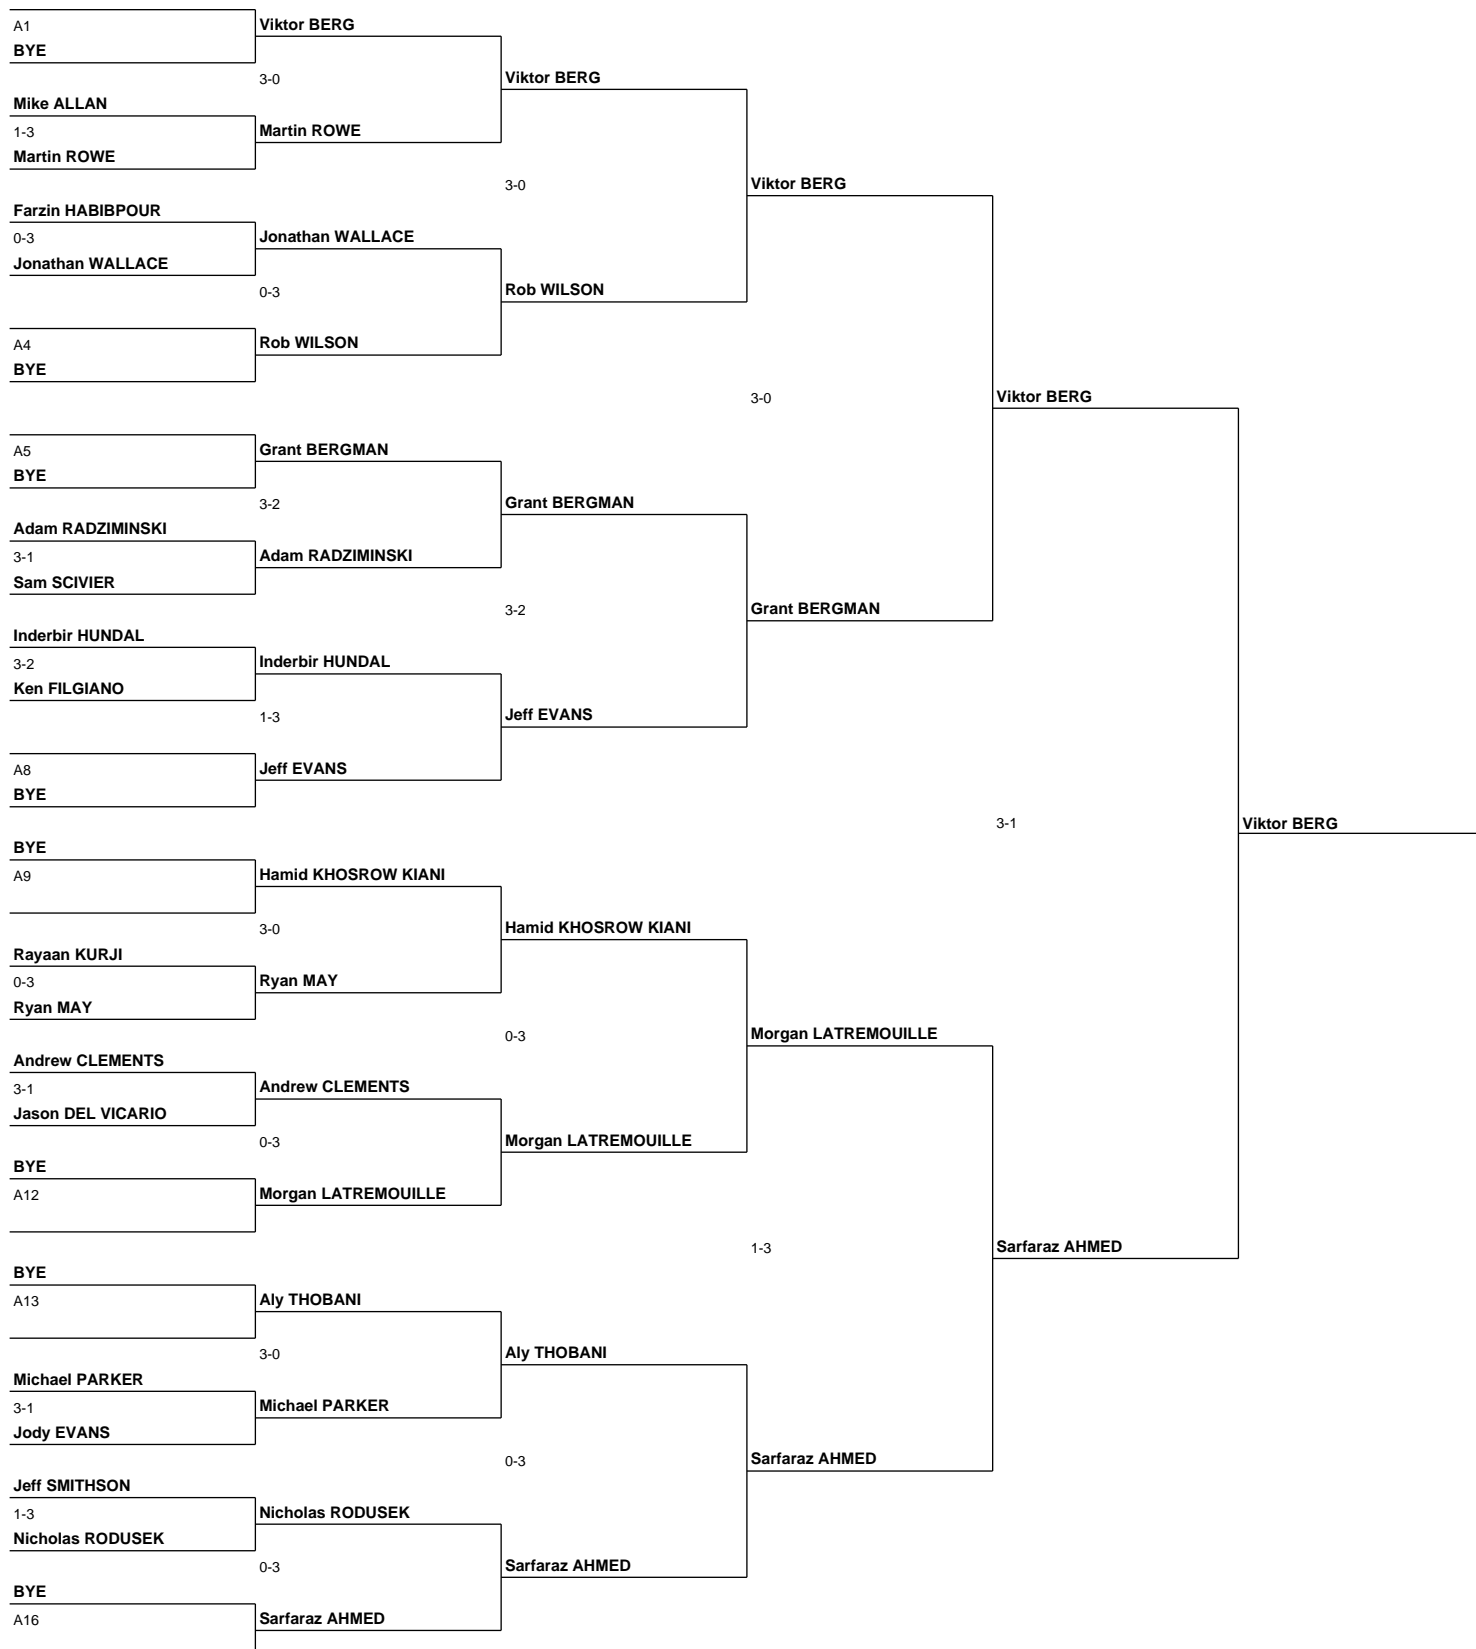 A1
BYE
Viktor BERG
3-0
Mike ALLAN
1-3
Martin ROWE
Martin ROWE
Viktor BERG
3-0
Farzin HABIBPOUR
0-3
Jonathan WALLACE
Jonathan WALLACE
0-3
A4
BYE
Rob WILSON
Rob WILSON
Viktor BERG
3-0
A5
BYE
Grant BERGMAN
3-2
Adam RADZIMINSKI
3-1
Sam SCIVIER
Adam RADZIMINSKI
Grant BERGMAN
3-2
Inderbir HUNDAL
3-2
Ken FILGIANO
Inderbir HUNDAL
1-3
A8
BYE
Jeff EVANS
Jeff EVANS
Grant BERGMAN
Viktor BERG
3-1
Viktor BERG
BYE
A9
Hamid KHOSROW KIANI
3-0
Rayaan KURJI
0-3
Ryan MAY
Ryan MAY
Hamid KHOSROW KIANI
0-3
Andrew CLEMENTS
3-1
Jason DEL VICARIO
Andrew CLEMENTS
0-3
BYE
A12
Morgan LATREMOUILLE
Morgan LATREMOUILLE
Morgan LATREMOUILLE
1-3
BYE
A13
Aly THOBANI
3-0
Michael PARKER
3-1
Jody EVANS
Michael PARKER
Aly THOBANI
0-3
Jeff SMITHSON
1-3
Nicholas RODUSEK
Nicholas RODUSEK
0-3
BYE
A16
Sarfaraz AHMED
Sarfaraz AHMED
Sarfaraz AHMED
Sarfaraz AHMED